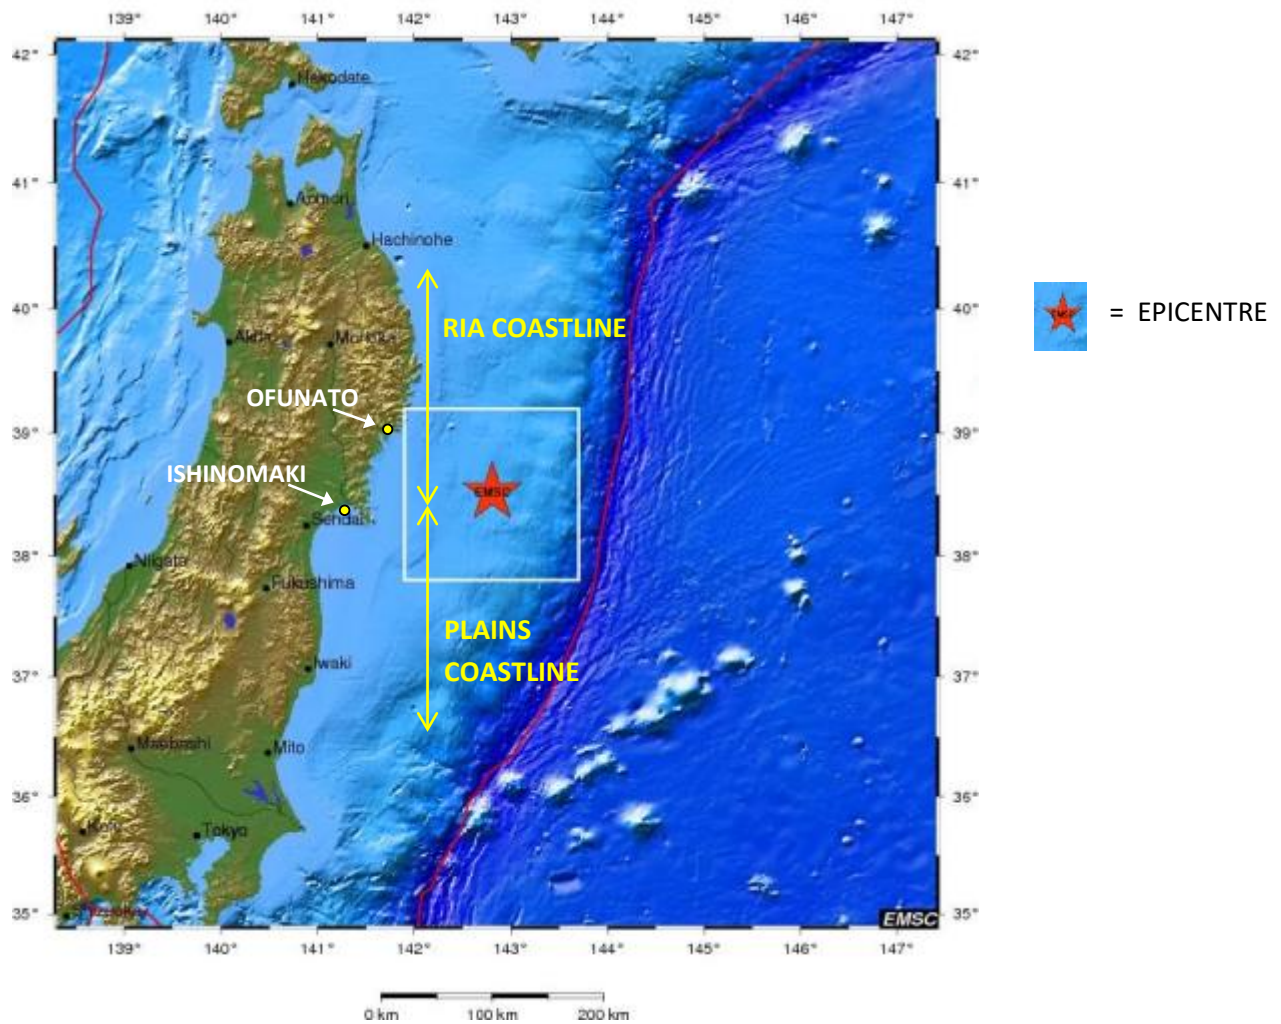 139° 140° 141° 142° 143° 144° 145° 146° 147°
42° 42°
Hakodate
41° 41°
Aomori
Hachinohe
40° 40°
RIA COASTLINE
= EPICENTRE
Akita Morioka
OFUNATO
39° 39°
ISHINOMAKI
EMSC
Sendai
38° 38°
Niigata
Fukushima
PLAINS
COASTLINE
Iwaki
37° 37°
Maebashi
Mito
36° 36°
Kofu
Tokyo
35° 35°
EMSC
139° 140° 141° 142° 143° 144° 145° 146° 147°
0 km 100 km 200 km